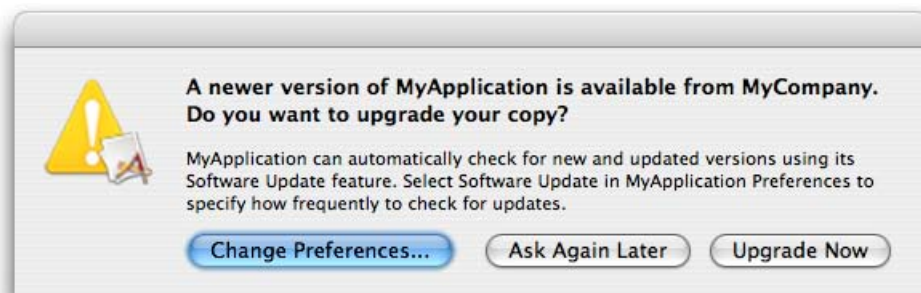 A newer version of MyApplication is available from MyCompany.
Do you want to upgrade your copy?
MyApplication can automatically check for new and updated versions using its
Software Update feature. Select Software Update in MyApplication Preferences to
specify how frequently to check for updates.
Change Preferences... Ask Again Later Upgrade Now